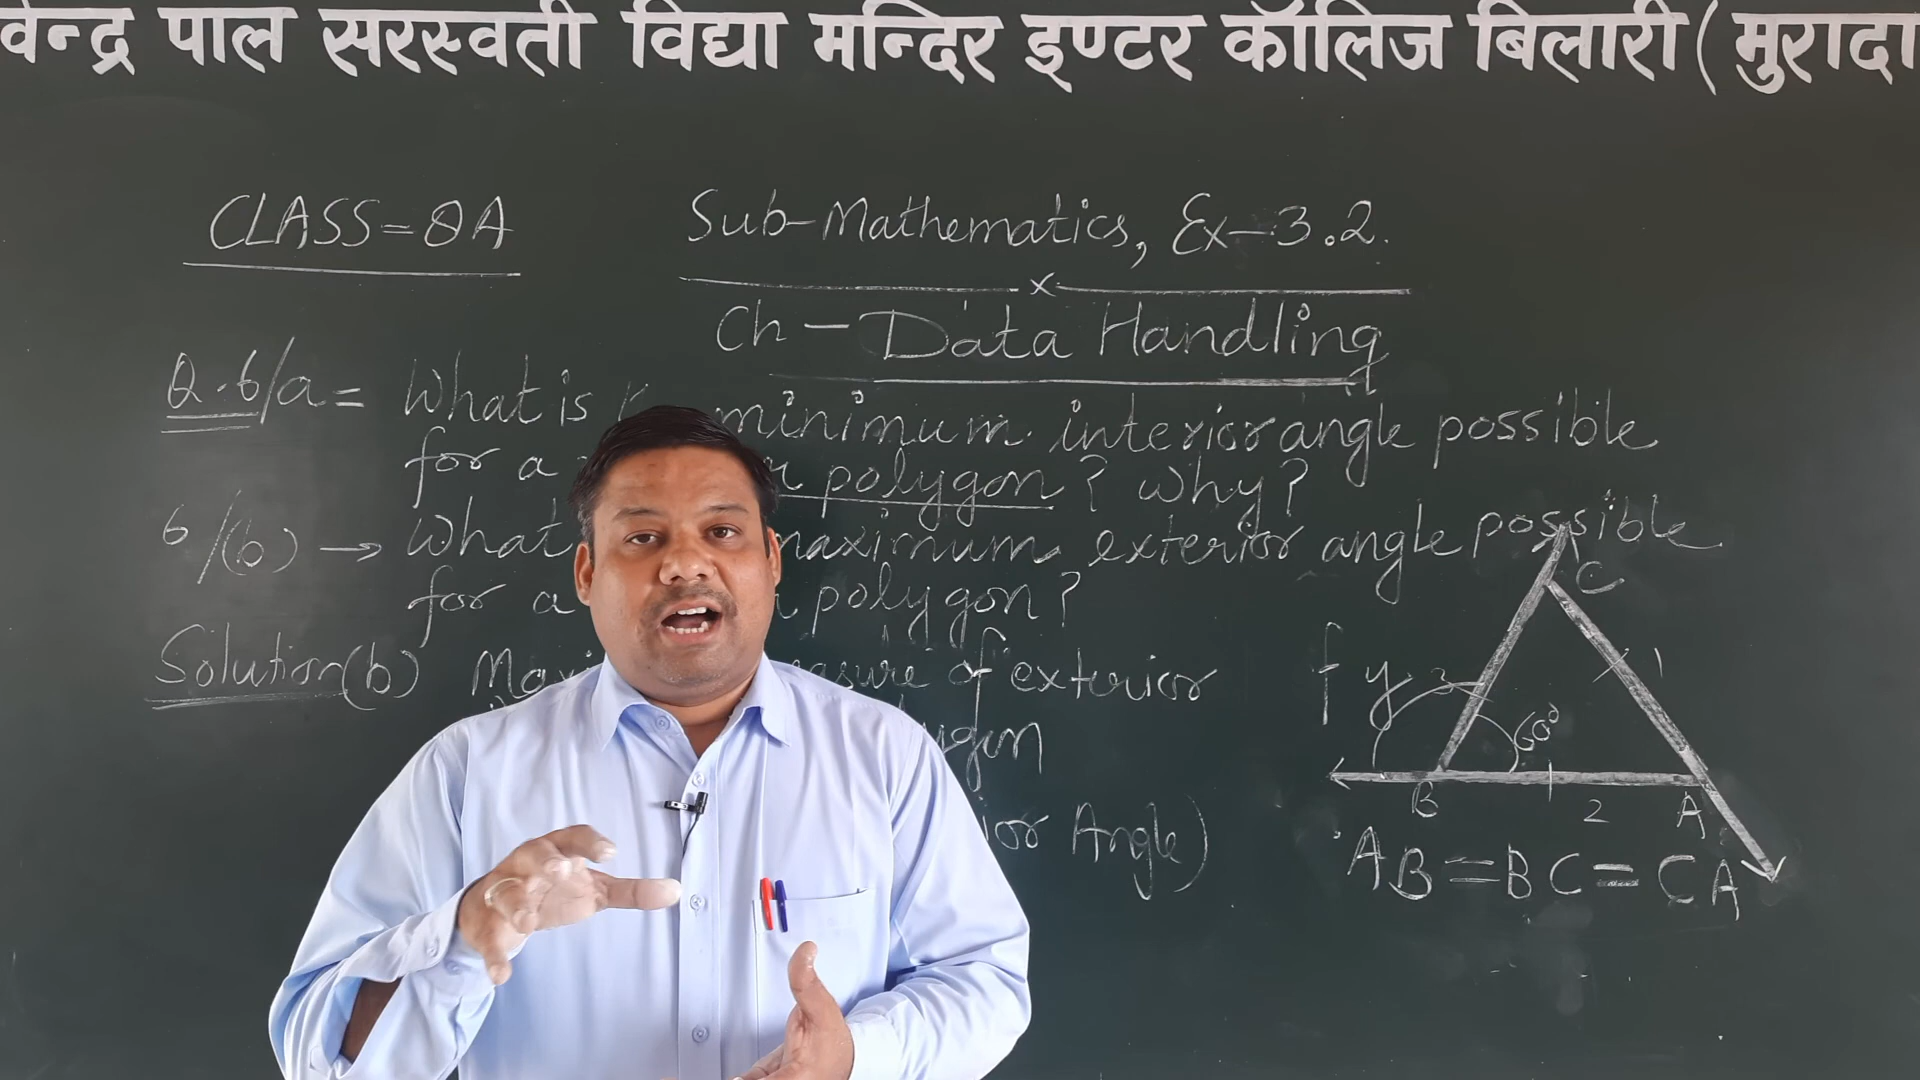 वेन्द्र पाल सरस्वती विद्या मन्दिर इण्टर कॉलिज बिलारी ( मुरादा
CLASS = 8A
Sub-Mathematics, Ex-3.2.
x
Ch - Data Handling
Q.6/a = What is minimum interior angle possible
for a polygon? Why?
6/(b) → What maximum exterior angle possible
for a polygon?
Solution(b) of exterior
Angle)
C
1
3
60°
B 2 A
AB = BC = CA